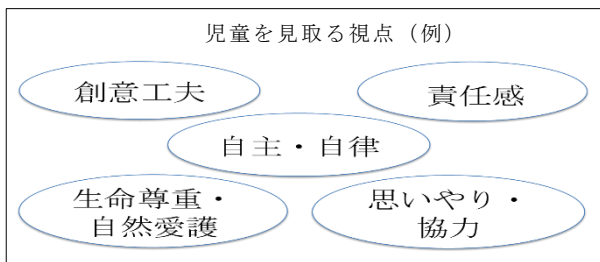 児童を見取る視点（例）
創意工夫
責任感
自主・自律
生命尊重・
自然愛護
思いやり・
協力